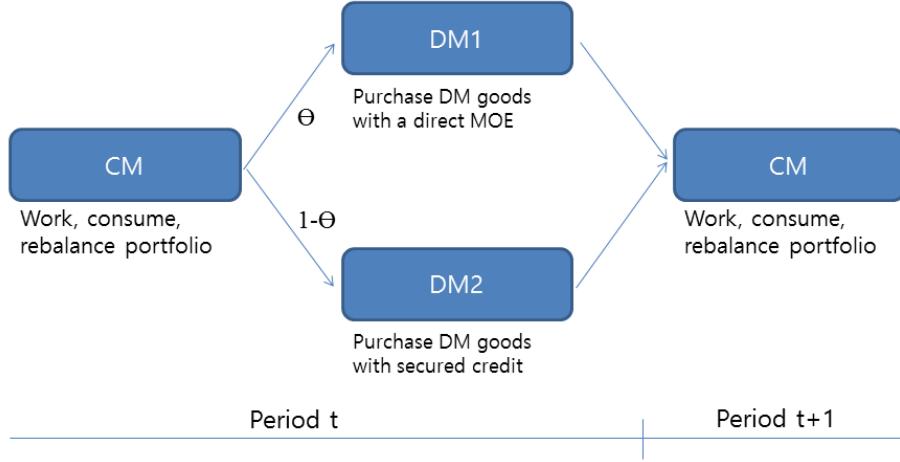 DM1
Purchase DM goods
with a direct MOE
Ɵ
CM
Work, consume,
rebalance portfolio
CM
Work, consume,
rebalance portfolio
1-Ɵ
DM2
Purchase DM goods
with secured credit
Period t
Period t+1